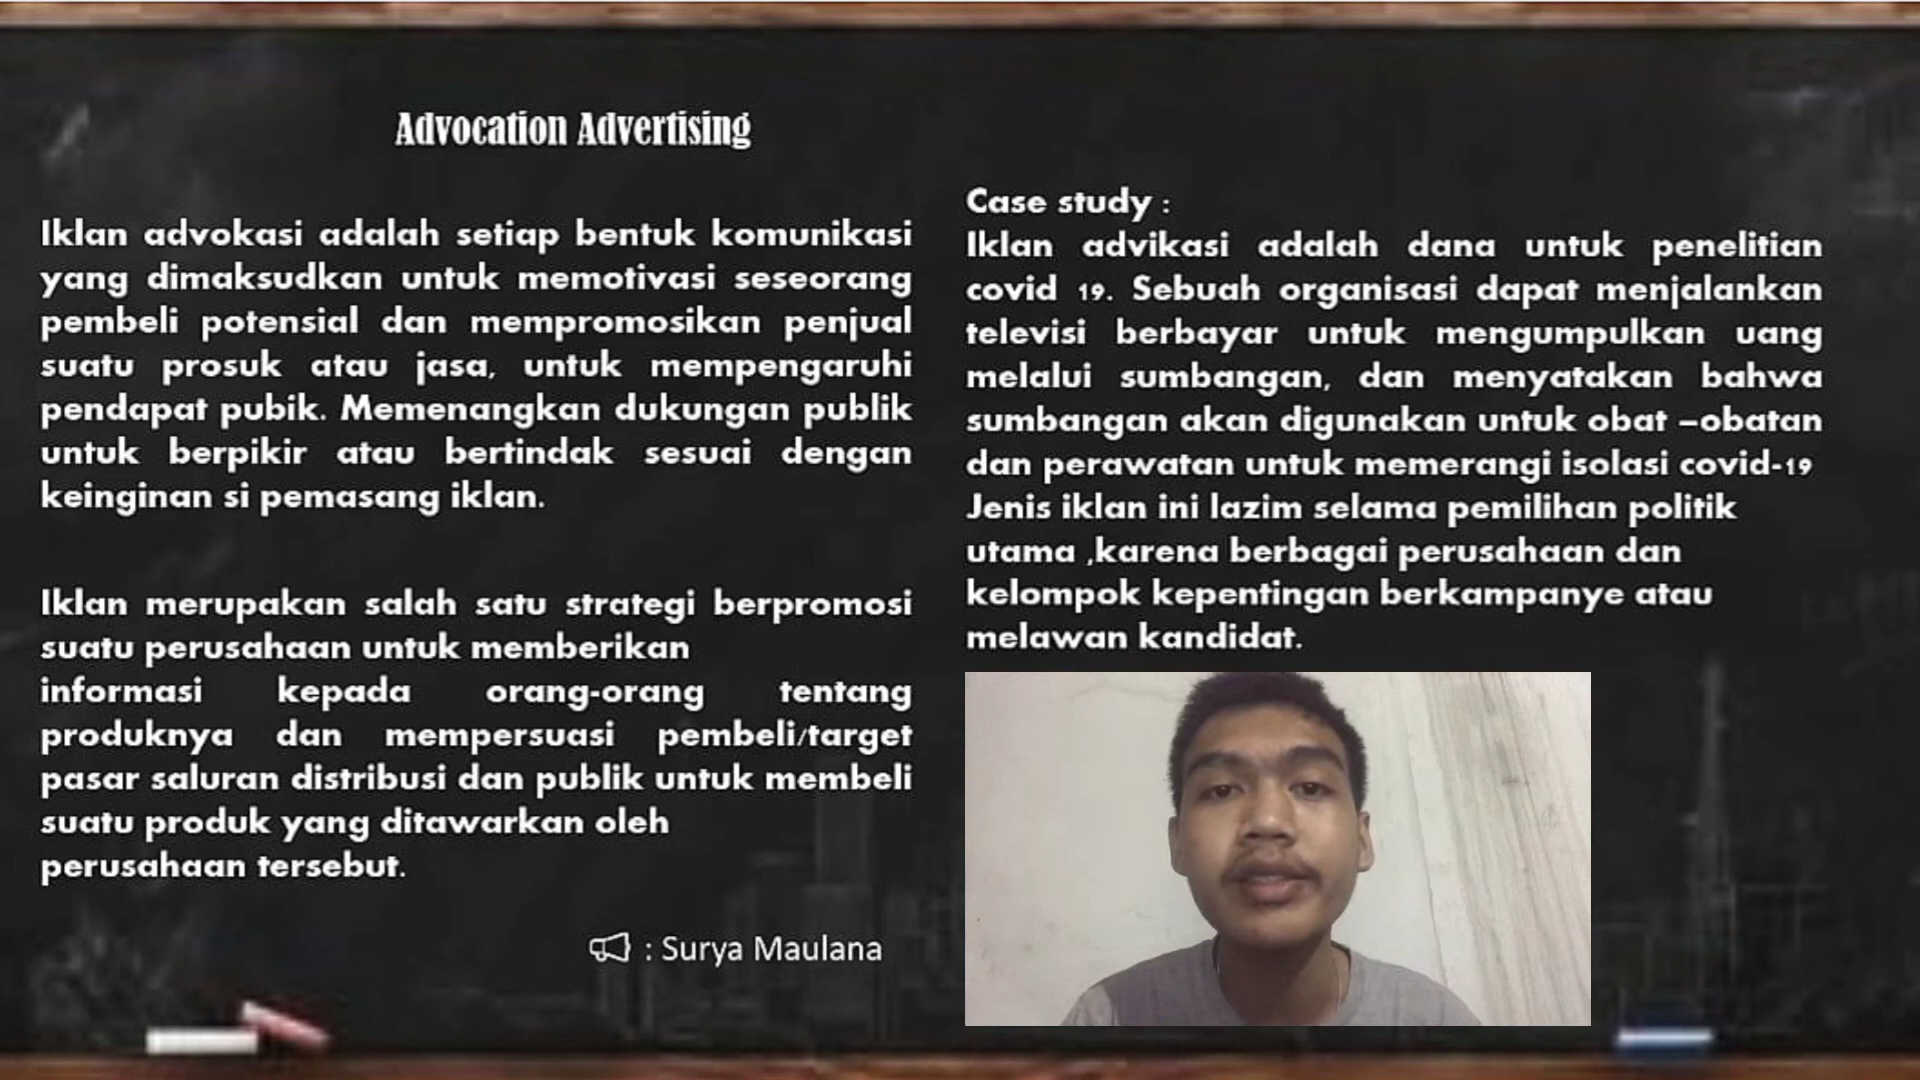 Advocation Advertising
Iklan advokasi adalah setiap bentuk komunikasi
yang dimaksudkan untuk memotivasi seseorang
pembeli potensial dan mempromosikan penjual
suatu prosuk atau jasa, untuk mempengaruhi
pendapat pubik. Memenangkan dukungan publik
untuk berpikir atau bertindak sesuai dengan
keinginan si pemasang iklan.
Iklan merupakan salah satu strategi berpromosi
suatu perusahaan untuk memberikan
informasi kepada orang-orang tentang
produknya dan mempersuasi pembeli/target
pasar saluran distribusi dan publik untuk membeli
suatu produk yang ditawarkan oleh
perusahaan tersebut.
: Surya Maulana
Case study :
Iklan advikasi adalah dana untuk penelitian
covid 19. Sebuah organisasi dapat menjalankan
televisi berbayar untuk mengumpulkan uang
melalui sumbangan, dan menyatakan bahwa
sumbangan akan digunakan untuk obat –obatan
dan perawatan untuk memerangi isolasi covid-19
Jenis iklan ini lazim selama pemilihan politik
utama ,karena berbagai perusahaan dan
kelompok kepentingan berkampanye atau
melawan kandidat.